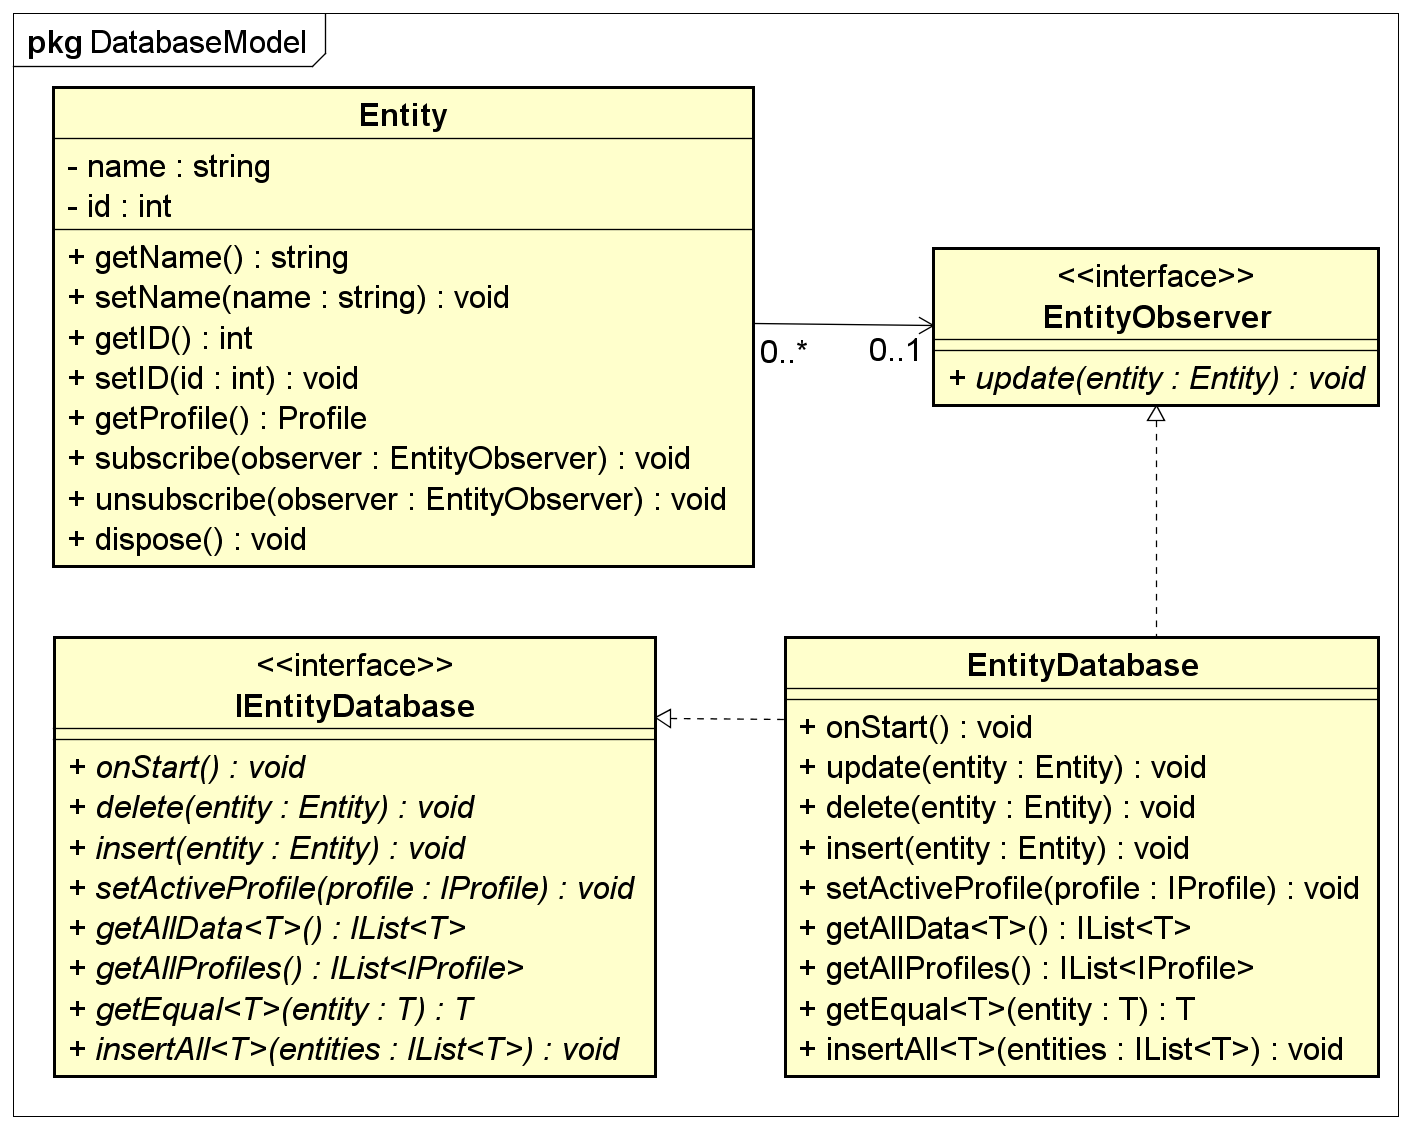 pkg DatabaseModel
Entity
- name : string
- id : int
+ getName() : string
+ setName(name : string) : void
+ getID() : int
+ setID(id : int) : void
+ getProfile() : Profile
+ subscribe(observer : EntityObserver) : void
+ unsubscribe(observer : EntityObserver) : void
+ dispose() : void
0..*
0..1
<<interface>>
EntityObserver
+ update(entity : Entity) : void
<<interface>>
IEntityDatabase
+ onStart() : void
+ delete(entity : Entity) : void
+ insert(entity : Entity) : void
+ setActiveProfile(profile : IProfile) : void
+ getAllData<T>() : IList<T>
+ getAllProfiles() : IList<IProfile>
+ getEqual<T>(entity : T) : T
+ insertAll<T>(entities : IList<T>) : void
EntityDatabase
+ onStart() : void
+ update(entity : Entity) : void
+ delete(entity : Entity) : void
+ insert(entity : Entity) : void
+ setActiveProfile(profile : IProfile) : void
+ getAllData<T>() : IList<T>
+ getAllProfiles() : IList<IProfile>
+ getEqual<T>(entity : T) : T
+ insertAll<T>(entities : IList<T>) : void